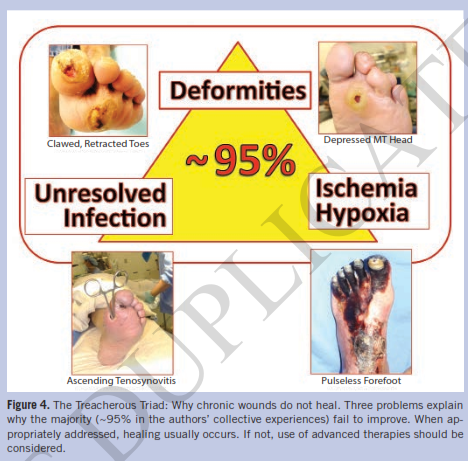 Deformities
Clawed, Retracted Toes
Depressed MT Head
~95%
Unresolved
Infection
Ischemia
Hypoxia
Ascending Tenosynovitis
Pulseless Forefoot
Figure 4. The Treacherous Triad: Why chronic wounds do not heal. Three problems explain
why the majority (~95% in the authors' collective experiences) fail to improve. When ap-
propriately addressed, healing usually occurs. If not, use of advanced therapies should be
considered.
DUPLICATE